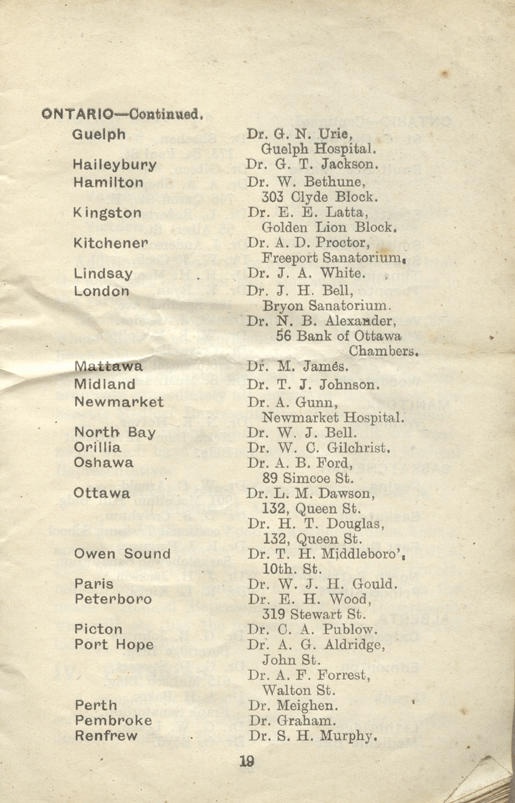 ONTARIO—Continued.
Guelph Dr. G. N. Urie,
Guelph Hospital.
Haileybury Dr. G. T. Jackson.
Hamilton Dr. W. Bethune,
303 Clyde Block.
Kingston Dr. E. E. Latta,
Golden Lion Block.
Kitchener Dr. A. D. Proctor,
Freeport Sanatorium,
Lindsay Dr. J. A. White.
London Dr. J. H. Bell,
Bryon Sanatorium.
Dr. N. B. Alexander,
56 Bank of Ottawa
Chambers.
Mattawa Dr. M. James.
Midland Dr. T. J. Johnson.
Newmarket Dr. A. Gunn,
Newmarket Hospital.
North Bay Dr. W. J. Bell.
Orillia Dr. W. C. Gilchrist.
Oshawa Dr. A. B. Ford,
89 Simcoe St.
Ottawa Dr. L. M. Dawson,
132, Queen St.
Dr. H. T. Douglas,
132, Queen St.
Owen Sound Dr. T. H. Middleboro',
10th. St.
Paris Dr. W. J. H. Gould.
Peterboro Dr. E. H. Wood,
319 Stewart St.
Picton Dr. C. A. Publow.
Port Hope Dr. A. G. Aldridge,
John St.
Dr. A. F. Forrest,
Walton St.
Perth Dr. Meighen.
Pembroke Dr. Graham.
Renfrew Dr. S. H. Murphy.
19